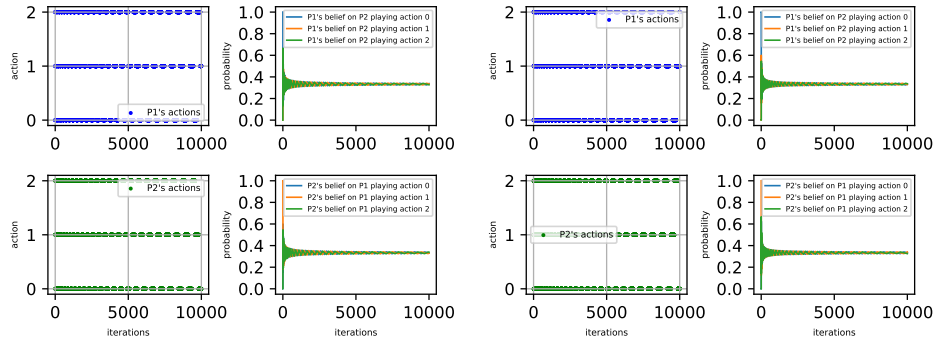 2
1
0
action
P1's actions
0 5000 10000
1.0
0.8
0.6
0.4
0.2
0.0
probability
P1's belief on P2 playing action 0
P1's belief on P2 playing action 1
P1's belief on P2 playing action 2
0 5000 10000
2
1
0
action
P1's actions
0 5000 10000
1.0
0.8
0.6
0.4
0.2
0.0
probability
P1's belief on P2 playing action 0
P1's belief on P2 playing action 1
P1's belief on P2 playing action 2
0 5000 10000
2
1
0
action
P2's actions
0 5000 10000
iterations
1.0
0.8
0.6
0.4
0.2
0.0
probability
P2's belief on P1 playing action 0
P2's belief on P1 playing action 1
P2's belief on P1 playing action 2
0 5000 10000
iterations
2
1
0
action
P2's actions
0 5000 10000
iterations
1.0
0.8
0.6
0.4
0.2
0.0
probability
P2's belief on P1 playing action 0
P2's belief on P1 playing action 1
P2's belief on P1 playing action 2
0 5000 10000
iterations